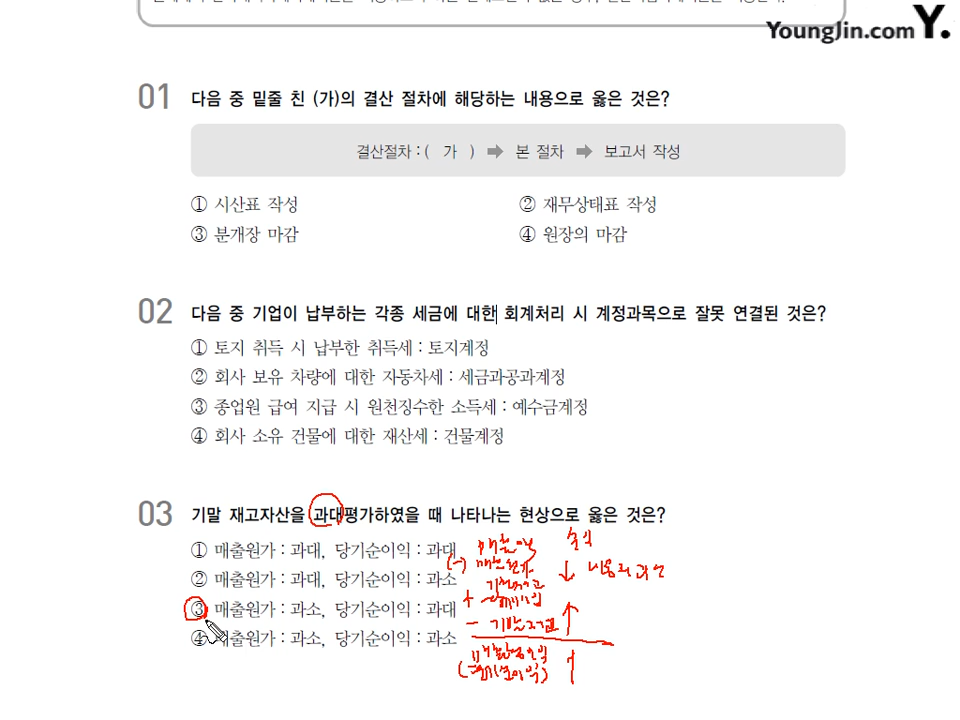 YoungJin.com Y.
01 다음 중 밑줄 친 (가)의 결산 절차에 해당하는 내용으로 옳은 것은?
결산절차 : ( 가 ) ➡ 본 절차 ➡ 보고서 작성
① 시산표 작성 ② 재무상태표 작성
③ 분개장 마감 ④ 원장의 마감
02 다음 중 기업이 납부하는 각종 세금에 대한 회계처리 시 계정과목으로 잘못 연결된 것은?
① 토지 취득 시 납부한 취득세 : 토지계정
② 회사 보유 차량에 대한 자동차세 : 세금과공과계정
③ 종업원 급여 지급 시 원천징수한 소득세 : 예수금계정
④ 회사 소유 건물에 대한 재산세 : 건물계정
03 기말 재고자산을 과대평가하였을 때 나타나는 현상으로 옳은 것은?
① 매출원가 : 과대, 당기순이익 : 과대
② 매출원가 : 과대, 당기순이익 : 과소
③ 매출원가 : 과소, 당기순이익 : 과대
④ 매출원가 : 과소, 당기순이익 : 과소
매출액
(-) 매출원가
기초재고
+ 당기매입
- 기말재고
매출총이익